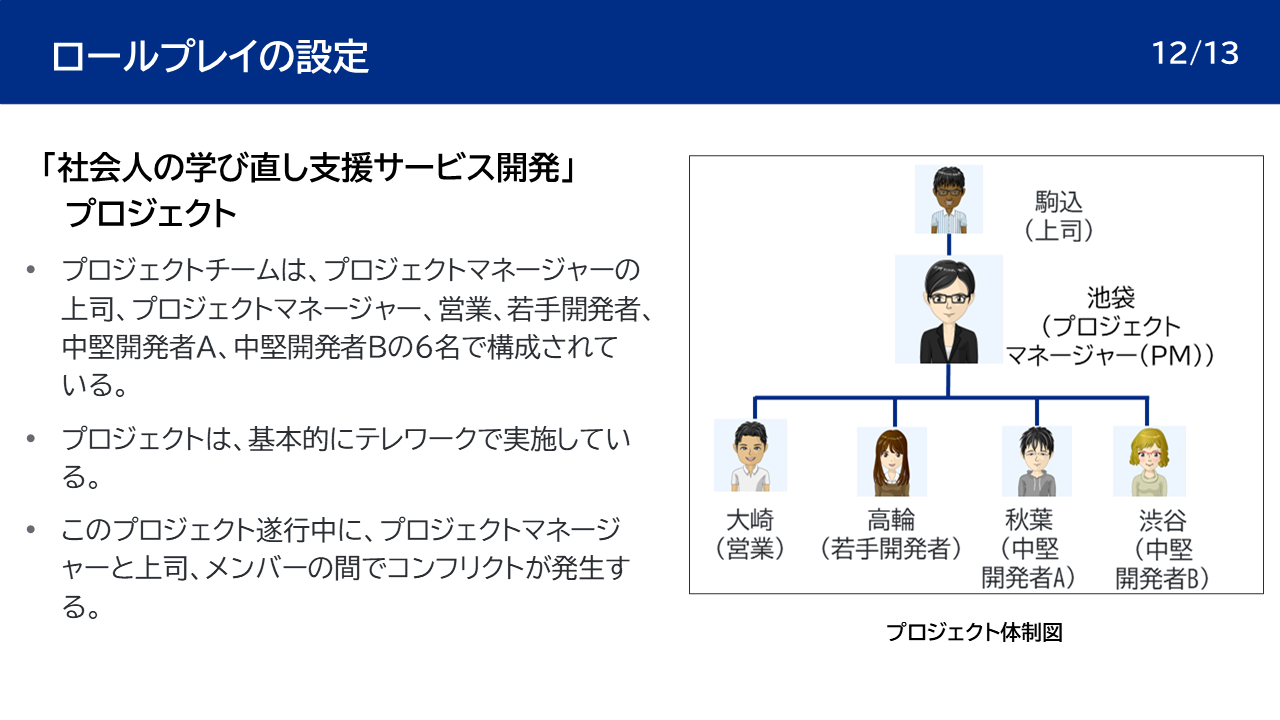 ロールプレイの設定
12/13
「社会人の学び直し支援サービス開発」
プロジェクト
• プロジェクトチームは、プロジェクトマネージャーの
上司、プロジェクトマネージャー、営業、若手開発者、
中堅開発者A、中堅開発者Bの6名で構成されて
いる。
• プロジェクトは、基本的にテレワークで実施してい
る。
• このプロジェクト遂行中に、プロジェクトマネージ
ャーと上司、メンバーの間でコンフリクトが発生す
る。
駒込
（上司）
池袋
（プロジェクト
マネージャー（PM））
大崎
（営業）
高輪
（若手開発者）
秋葉
（中堅
開発者A）
渋谷
（中堅
開発者B）
プロジェクト体制図